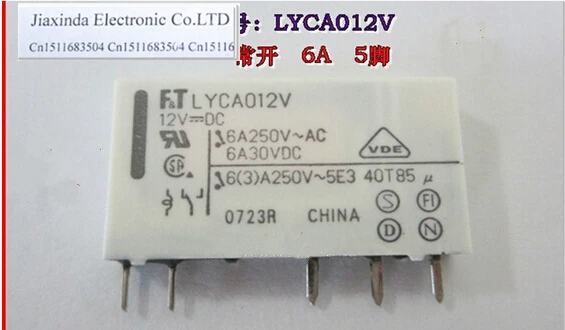 Jiaxinda Electronic Co.LTD
Cn1511683504 Cn1511683504 Cn15116
号: LYCA012V
常开 6A 5脚
F&T LYCA012V
12V⎓DC
6A250V~AC
6A30VDC
VDE
6(3)A250V~5E3 40T85 µ
0723R CHINA
S FI
D N